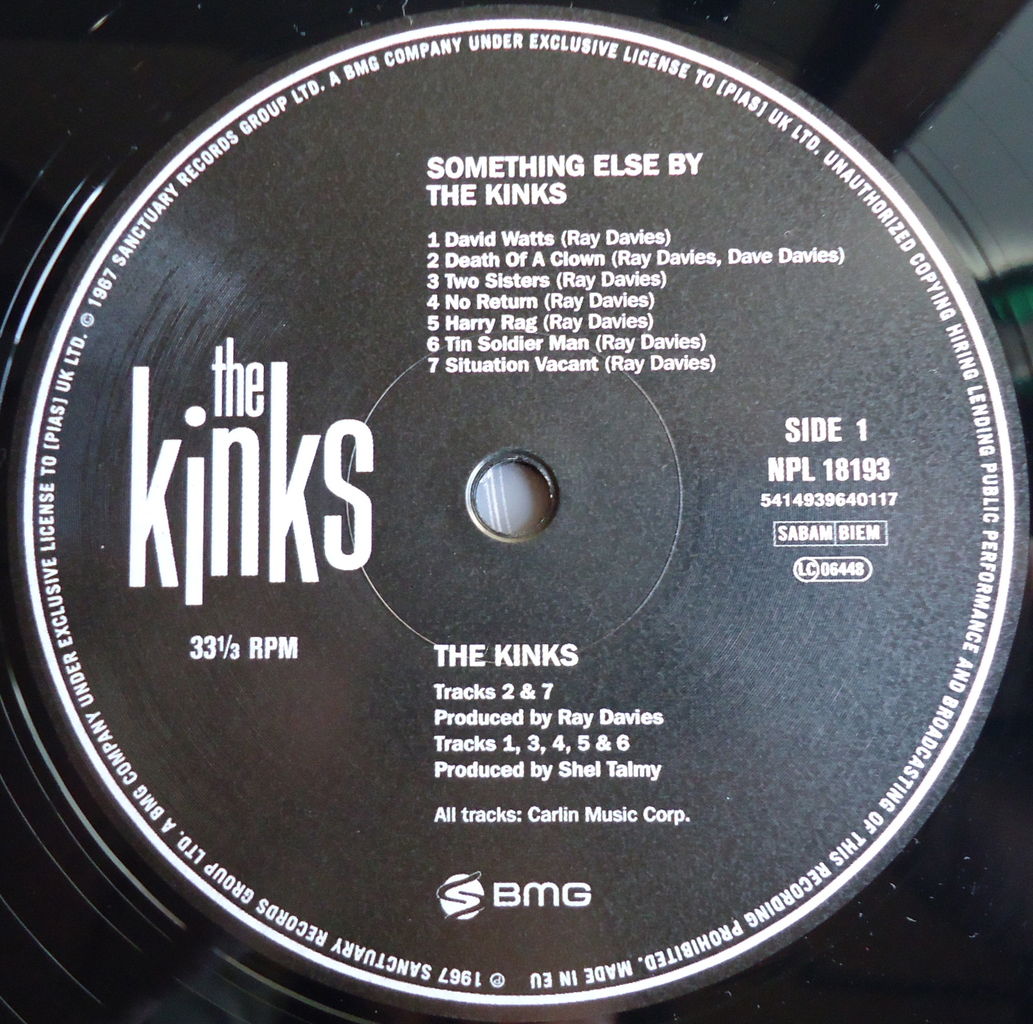 © 1967 SANCTUARY RECORDS GROUP LTD. A BMG COMPANY UNDER EXCLUSIVE LICENSE TO [PIAS] UK LTD. UNAUTHORIZED COPYING HIRING LENDING PUBLIC PERFORMANCE AND BROADCASTING OF THIS RECORDING PROHIBITED. MADE IN EU
℗ 1967 SANCTUARY RECORDS GROUP LTD. A BMG COMPANY UNDER EXCLUSIVE LICENSE TO [PIAS] UK LTD.
SOMETHING ELSE BY
THE KINKS
1 David Watts (Ray Davies)
2 Death Of A Clown (Ray Davies, Dave Davies)
3 Two Sisters (Ray Davies)
4 No Return (Ray Davies)
5 Harry Rag (Ray Davies)
6 Tin Soldier Man (Ray Davies)
7 Situation Vacant (Ray Davies)
the
kinks
33 1/3 RPM
SIDE 1
NPL 18193
5414939640117
SABAM BIEM
LC 06448
THE KINKS
Tracks 2 & 7
Produced by Ray Davies
Tracks 1, 3, 4, 5 & 6
Produced by Shel Talmy
All tracks: Carlin Music Corp.
BMG